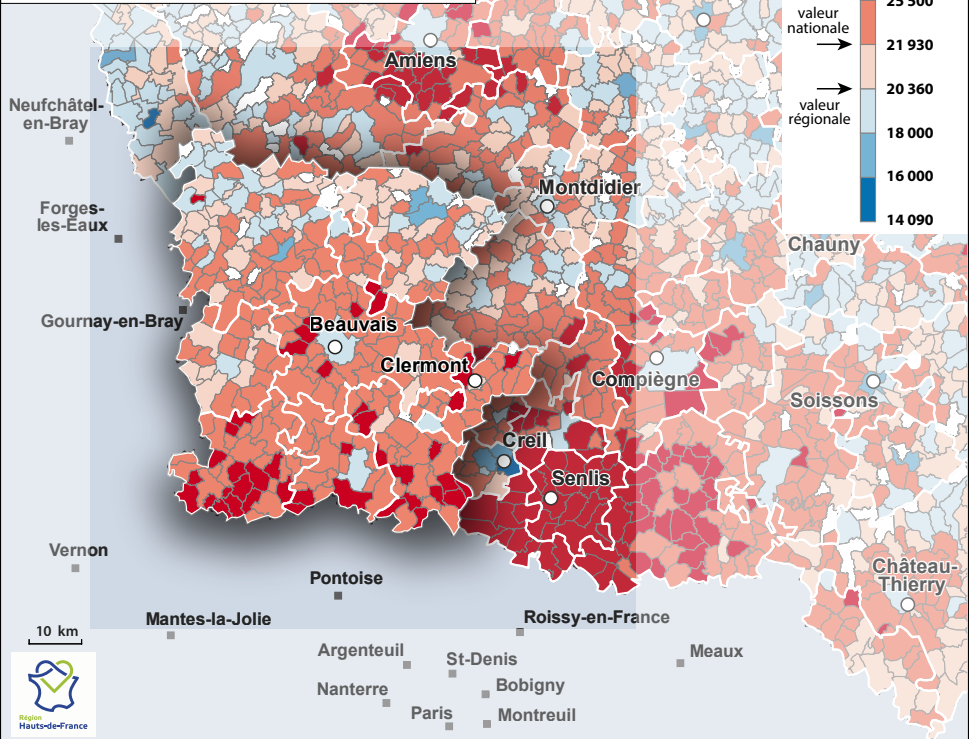 25 500
valeur
nationale
21 930
20 360
valeur
régionale
18 000
16 000
14 090
Amiens
Neufchâtel-
en-Bray
Montdidier
Forges-
les-Eaux
Chauny
Gournay-en-Bray
Beauvais
Clermont
Compiègne
Soissons
Creil
Senlis
Vernon
Château-
Thierry
Pontoise
Mantes-la-Jolie
Roissy-en-France
10 km
Argenteuil
St-Denis
Meaux
Nanterre
Bobigny
Paris
Montreuil
Région
Hauts-de-France